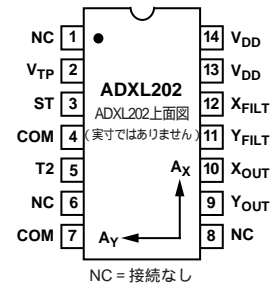 NC 1 14 VDD
VTP 2 13 VDD
ADXL202
ST 3 ADXL202上面図 12 XFILT
COM 4 (実寸ではありません) 11 YFILT
T2 5 AX 10 XOUT
NC 6 9 YOUT
COM 7 AY 8 NC
NC = 接続なし